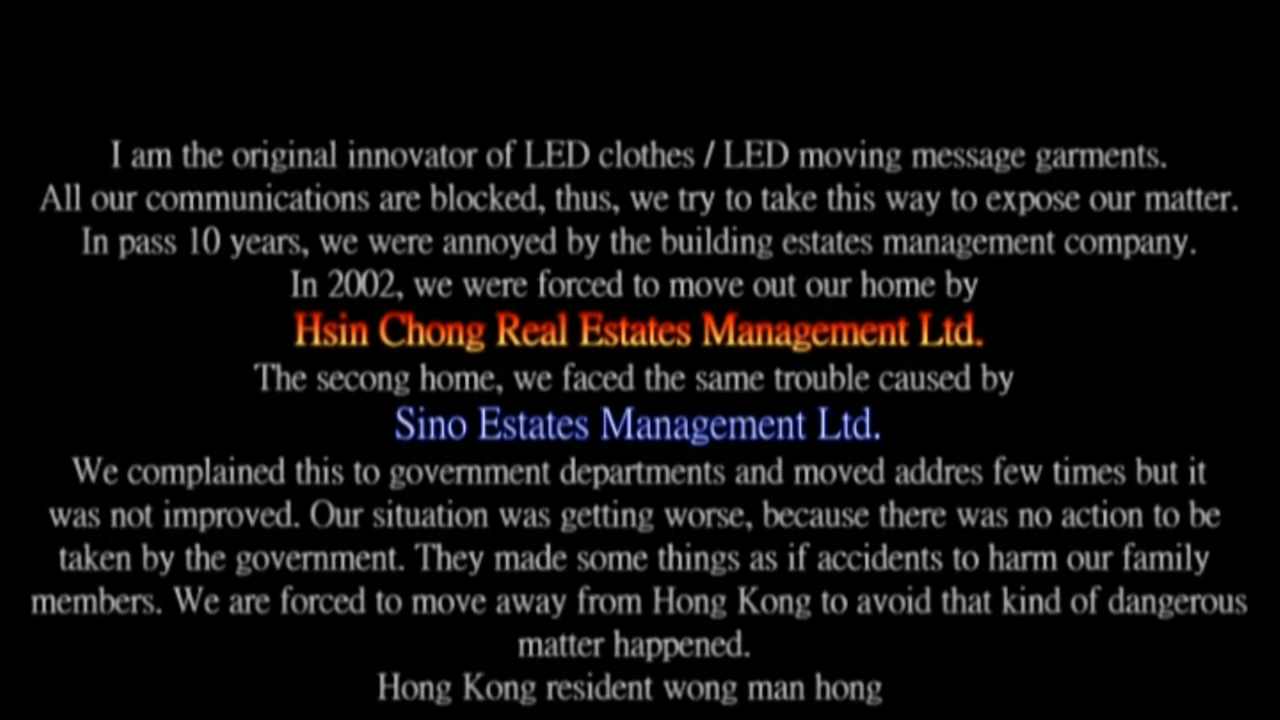 I am the original innovator of LED clothes / LED moving message garments.
All our communications are blocked, thus, we try to take this way to expose our matter.
In pass 10 years, we were annoyed by the building estates management company.
In 2002, we were forced to move out our home by
Hsin Chong Real Estates Management Ltd.
The secong home, we faced the same trouble caused by
Sino Estates Management Ltd.
We complained this to government departments and moved addres few times but it
was not improved. Our situation was getting worse, because there was no action to be
taken by the government. They made some things as if accidents to harm our family
members. We are forced to move away from Hong Kong to avoid that kind of dangerous
matter happened.
Hong Kong resident wong man hong